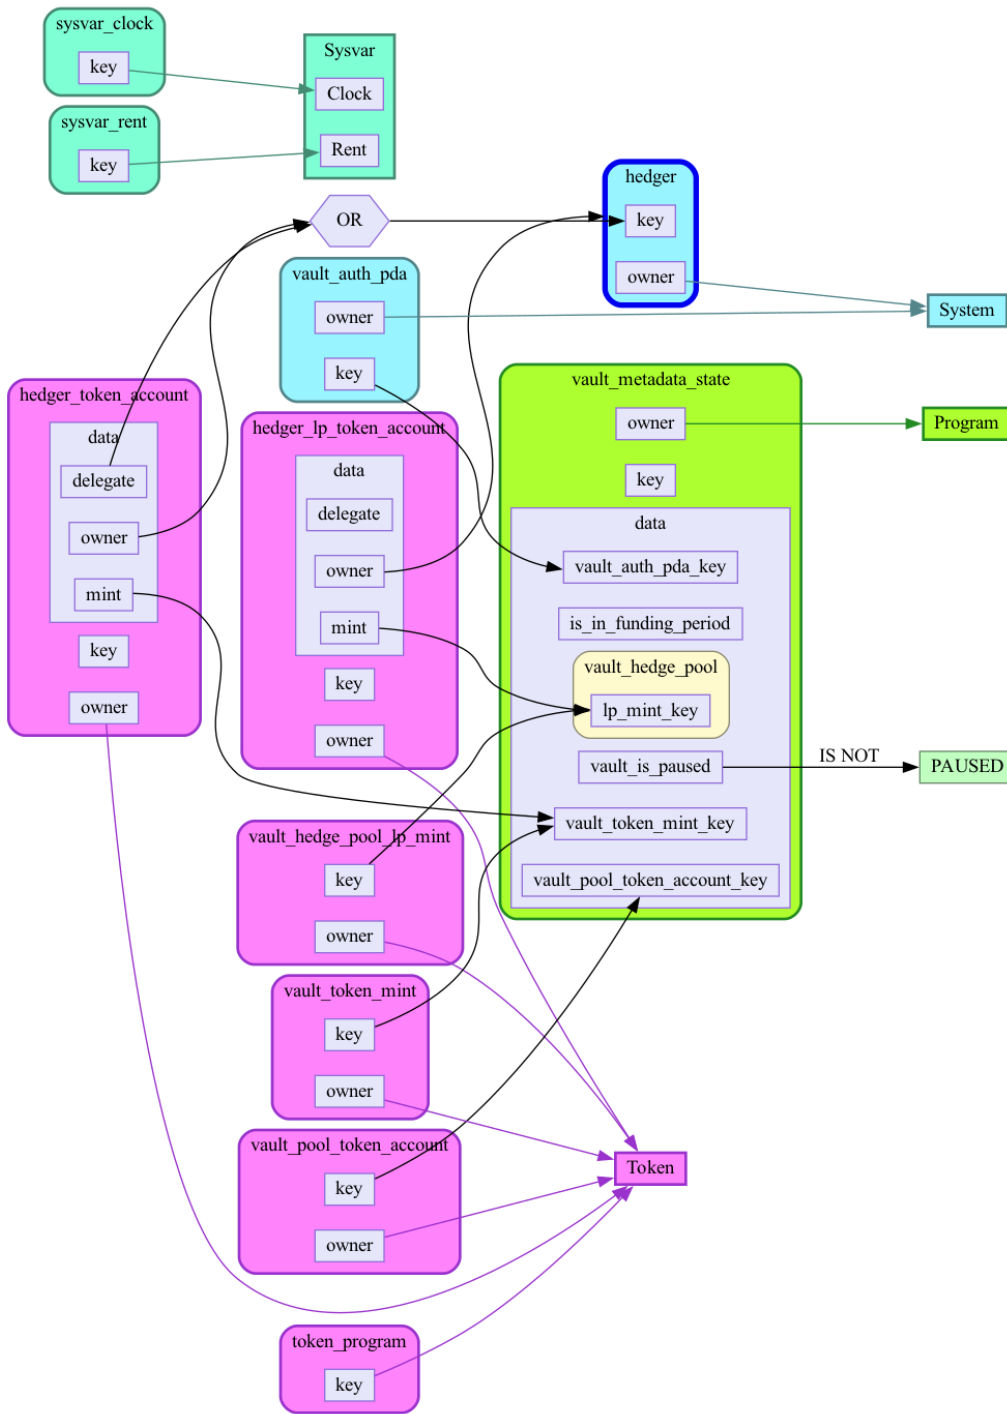 sysvar_clock
key
Sysvar
Clock
Rent
sysvar_rent
key
hedger
key
owner
OR
vault_auth_pda
owner
key
System
hedger_token_account
data
delegate
owner
mint
key
owner
hedger_lp_token_account
data
delegate
owner
mint
key
owner
vault_metadata_state
owner
key
data
vault_auth_pda_key
is_in_funding_period
vault_hedge_pool
lp_mint_key
vault_is_paused
vault_token_mint_key
vault_pool_token_account_key
Program
IS NOT
PAUSED
vault_hedge_pool_lp_mint
key
owner
vault_token_mint
key
owner
vault_pool_token_account
key
owner
Token
token_program
key